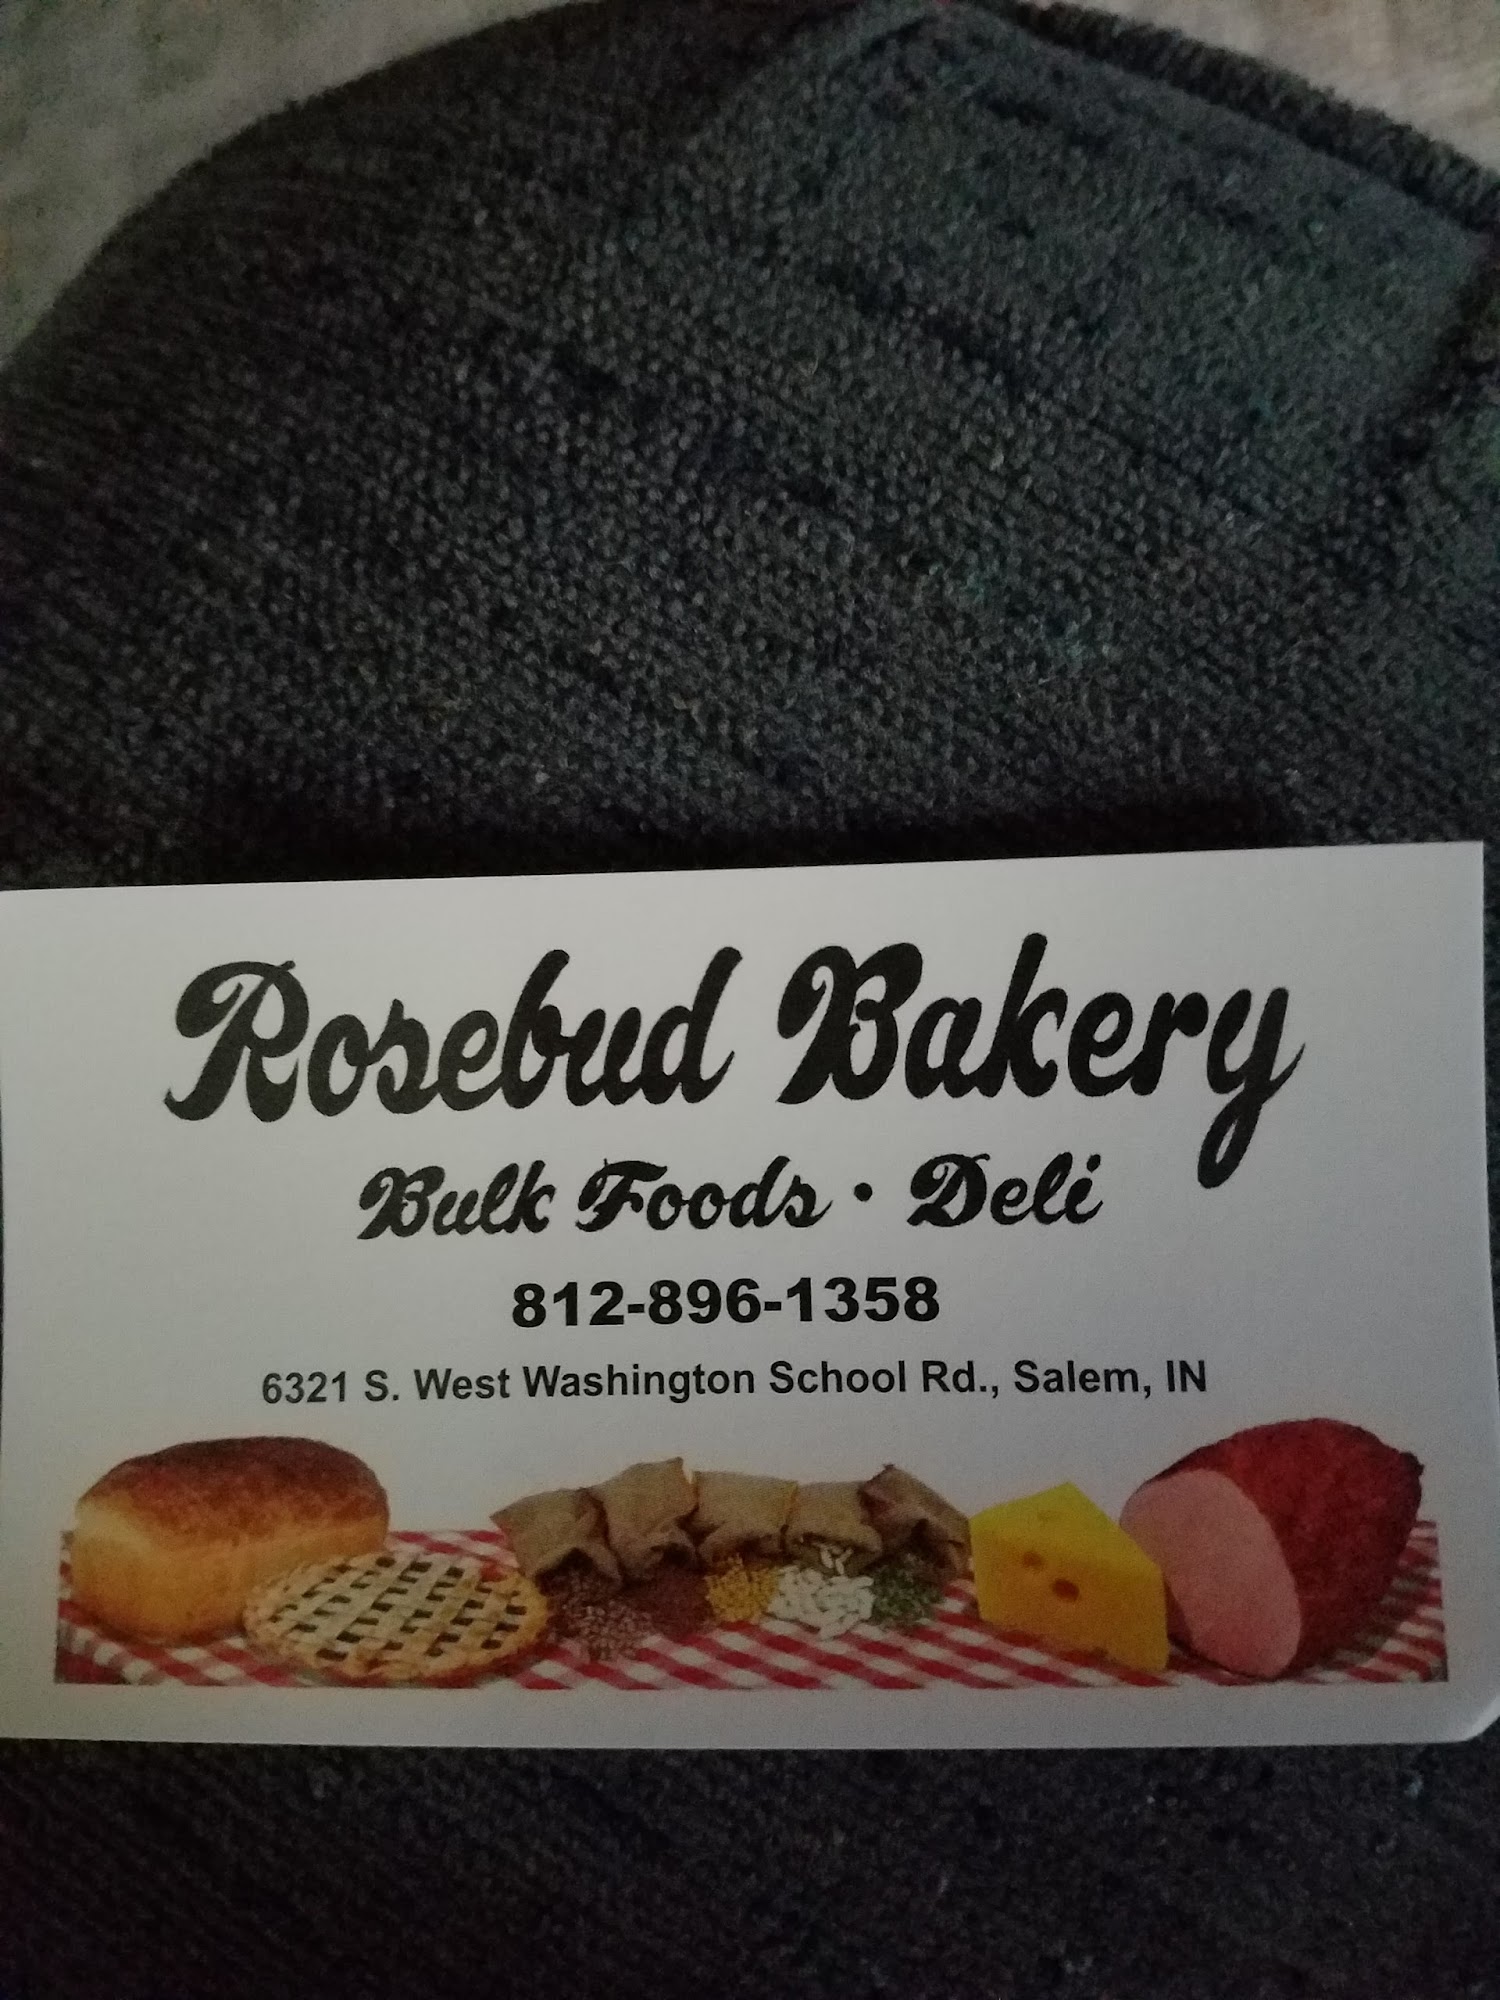 Rosebud Bakery
Bulk Foods • Deli
812-896-1358
6321 S. West Washington School Rd., Salem, IN